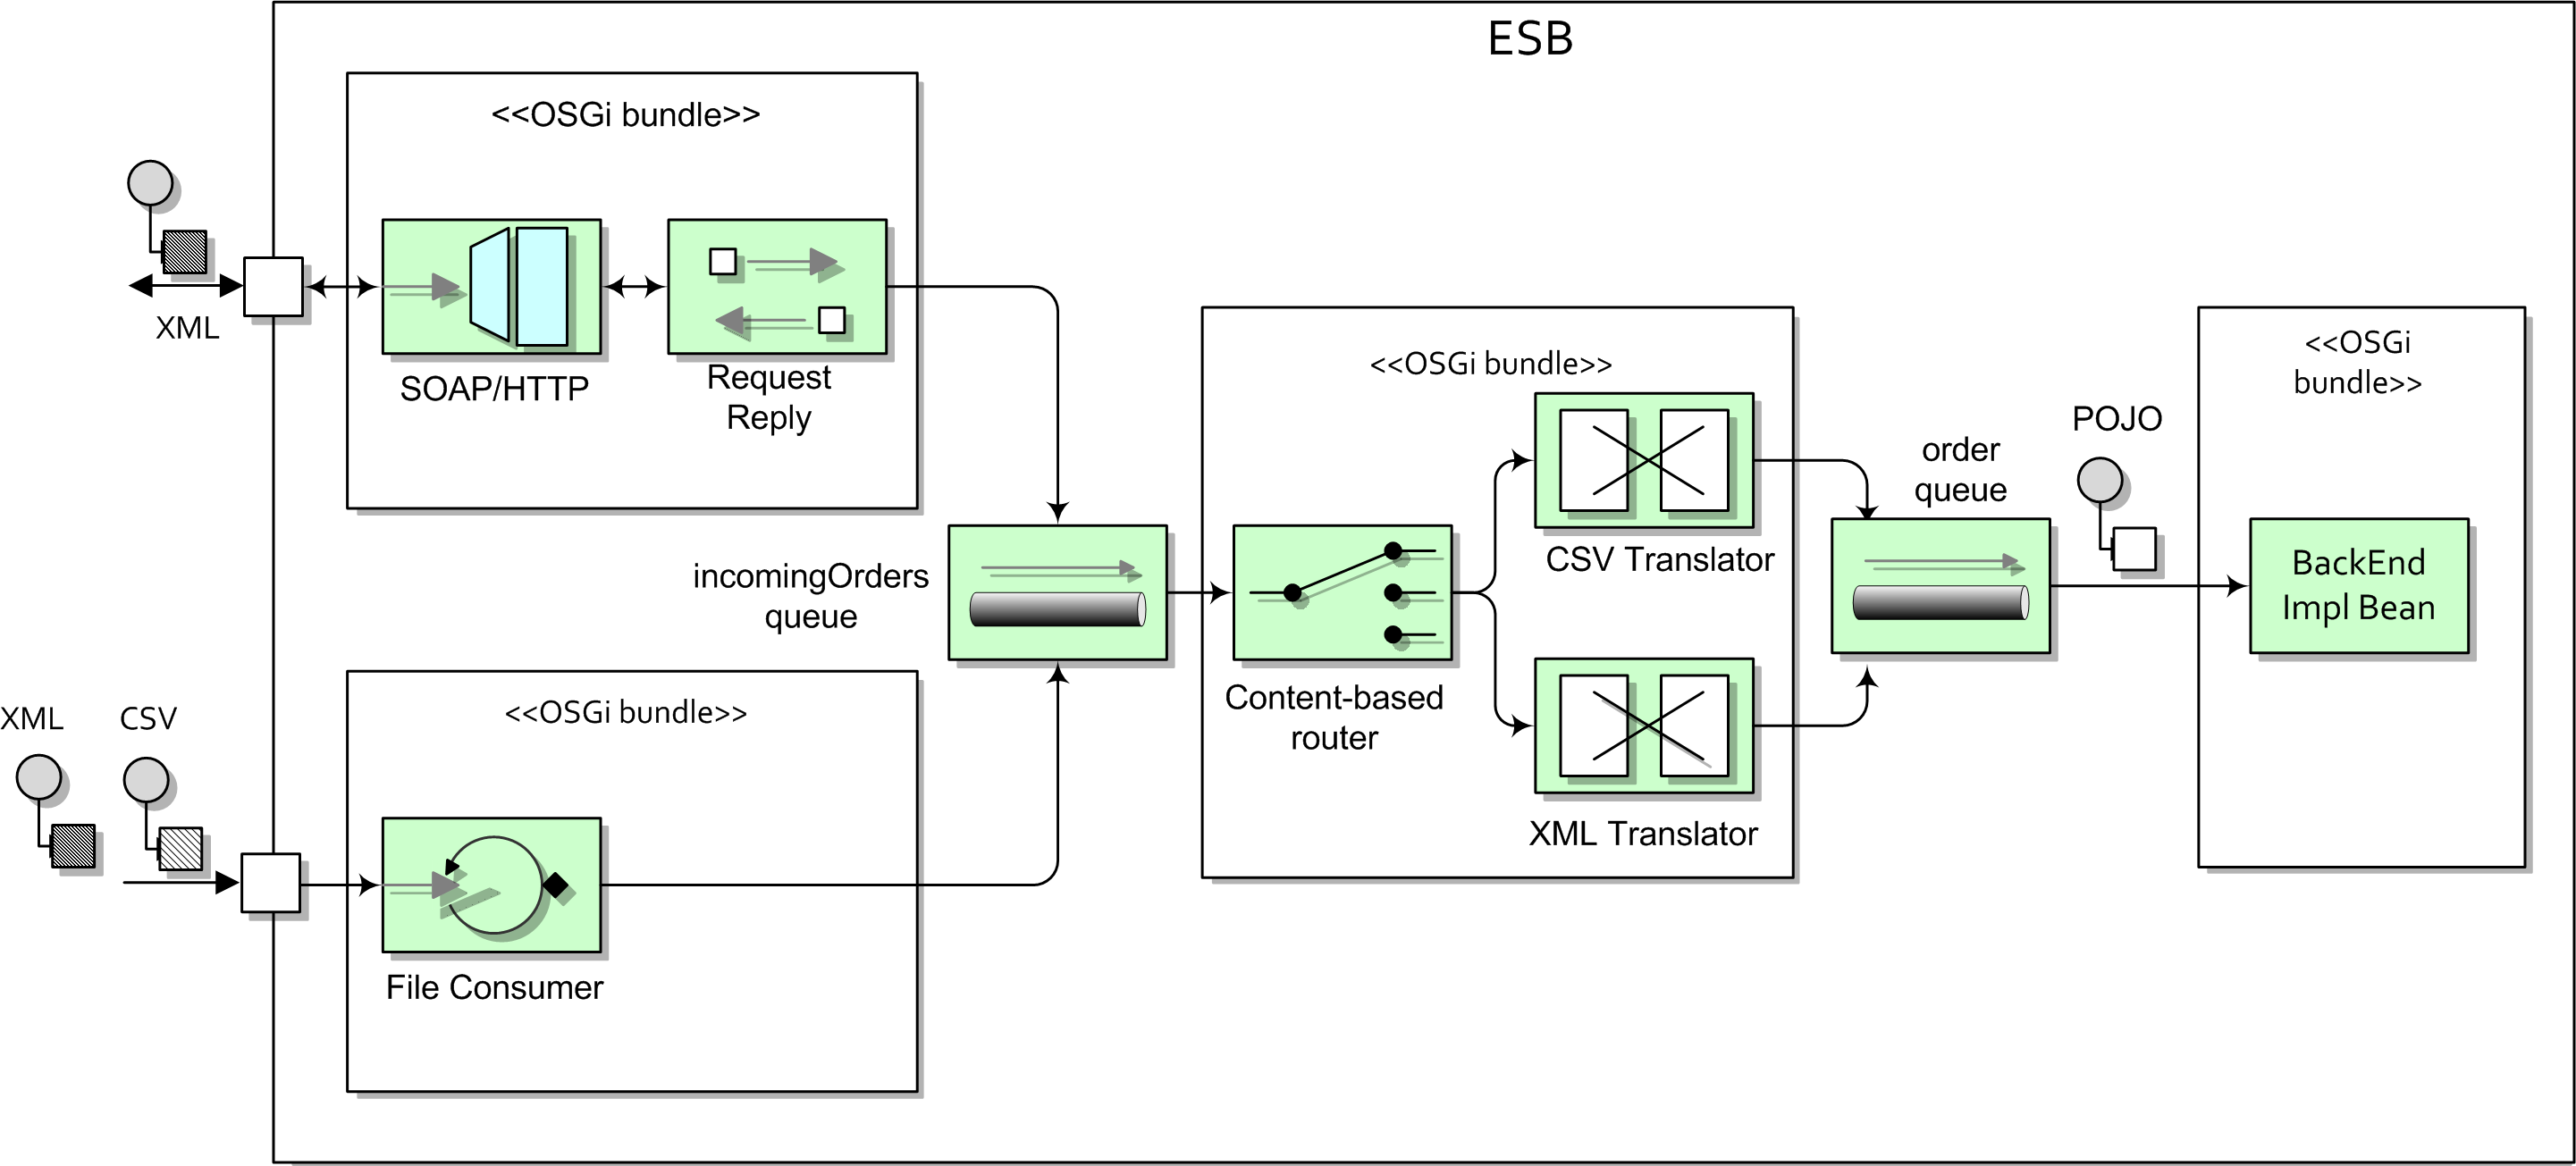 ESB
<<OSGi bundle>>
XML
SOAP/HTTP
Request
Reply
<<OSGi bundle>>
<<OSGi
bundle>>
POJO
order
queue
CSV Translator
incomingOrders
queue
BackEnd
Impl Bean
Content-based
router
XML Translator
XML
CSV
<<OSGi bundle>>
File Consumer